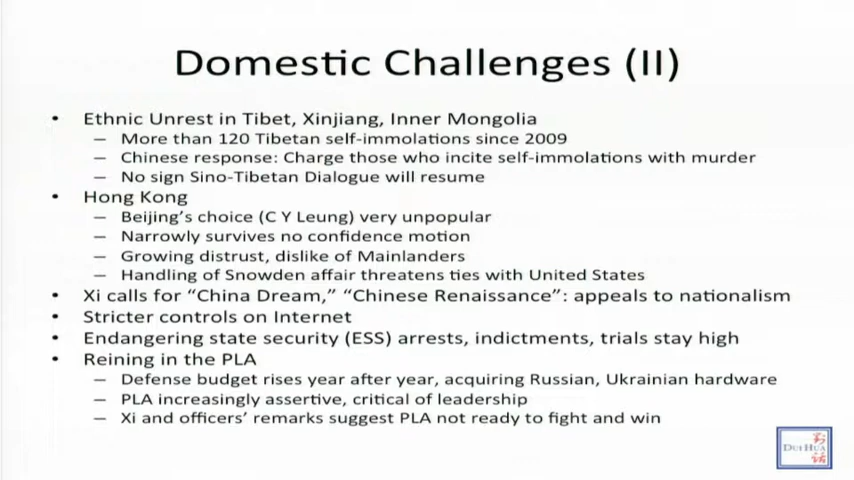 Domestic Challenges (II)
• Ethnic Unrest in Tibet, Xinjiang, Inner Mongolia
– More than 120 Tibetan self-immolations since 2009
– Chinese response: Charge those who incite self-immolations with murder
– No sign Sino-Tibetan Dialogue will resume
• Hong Kong
– Beijing's choice (C Y Leung) very unpopular
– Narrowly survives no confidence motion
– Growing distrust, dislike of Mainlanders
– Handling of Snowden affair threatens ties with United States
• Xi calls for “China Dream,” “Chinese Renaissance”: appeals to nationalism
• Stricter controls on Internet
• Endangering state security (ESS) arrests, indictments, trials stay high
• Reining in the PLA
– Defense budget rises year after year, acquiring Russian, Ukrainian hardware
– PLA increasingly assertive, critical of leadership
– Xi and officers' remarks suggest PLA not ready to fight and win
DUI HUA